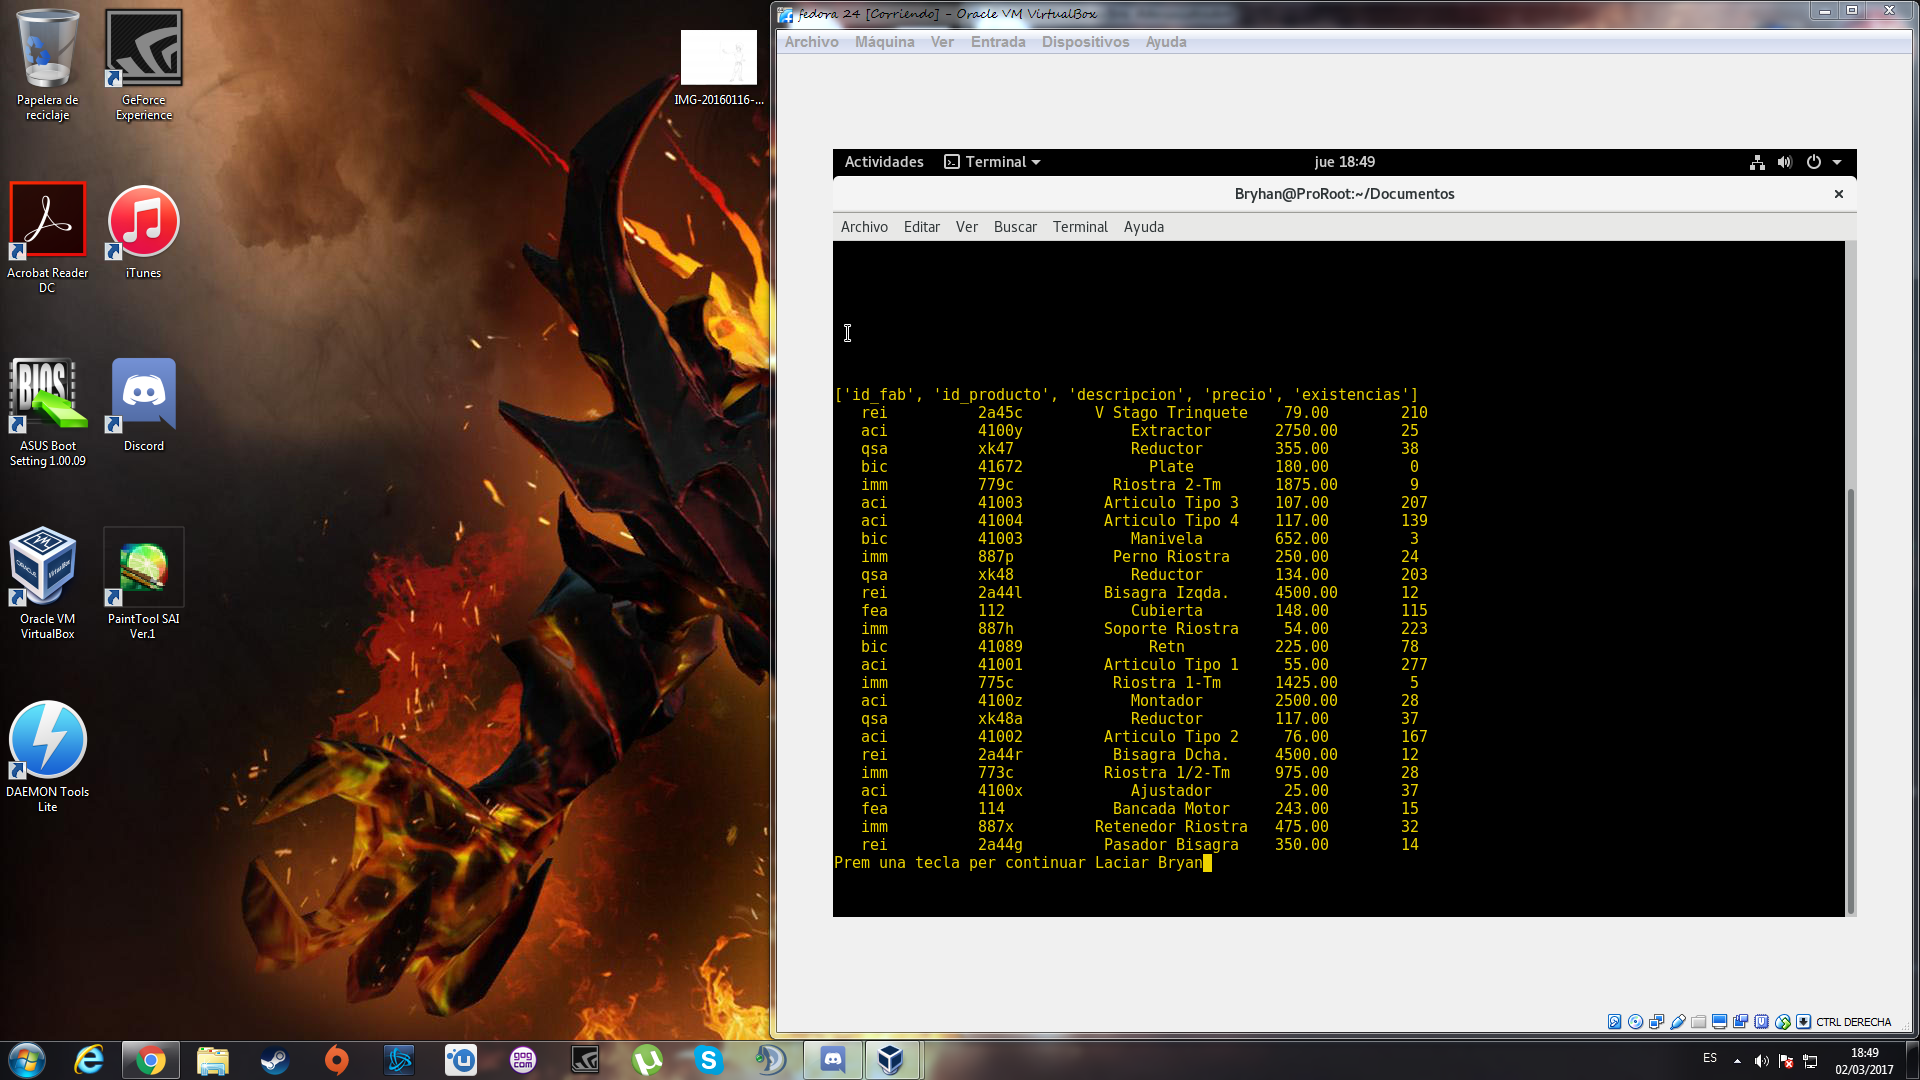 Papelera de
reciclaje
GeForce
Experience
IMG-20160116-...
Acrobat Reader
DC
iTunes
BIOS
ASUS Boot
Setting 1.00.09
Discord
Oracle VM
VirtualBox
PaintTool SAI
Ver.1
DAEMON Tools
Lite
fedora 24 [Corriendo] - Oracle VM VirtualBox
Archivo Máquina Ver Entrada Dispositivos Ayuda
Actividades Terminal jue 18:49
Bryhan@ProRoot:~/Documentos
Archivo Editar Ver Buscar Terminal Ayuda
['id_fab', 'id_producto', 'descripcion', 'precio', 'existencias']
rei 2a45c V Stago Trinquete 79.00 210
aci 4100y Extractor 2750.00 25
qsa xk47 Reductor 355.00 38
bic 41672 Plate 180.00 0
imm 779c Riostra 2-Tm 1875.00 9
aci 41003 Articulo Tipo 3 107.00 207
aci 41004 Articulo Tipo 4 117.00 139
bic 41003 Manivela 652.00 3
imm 887p Perno Riostra 250.00 24
qsa xk48 Reductor 134.00 203
rei 2a44l Bisagra Izqda. 4500.00 12
fea 112 Cubierta 148.00 115
imm 887h Soporte Riostra 54.00 223
bic 41089 Retn 225.00 78
aci 41001 Articulo Tipo 1 55.00 277
imm 775c Riostra 1-Tm 1425.00 5
aci 4100z Montador 2500.00 28
qsa xk48a Reductor 117.00 37
aci 41002 Articulo Tipo 2 76.00 167
rei 2a44r Bisagra Dcha. 4500.00 12
imm 773c Riostra 1/2-Tm 975.00 28
aci 4100x Ajustador 25.00 37
fea 114 Bancada Motor 243.00 15
imm 887x Retenedor Riostra 475.00 32
rei 2a44g Pasador Bisagra 350.00 14
Prem una tecla per continuar Laciar Bryan
CTRL DERECHA
gog
com
ES
18:49
02/03/2017